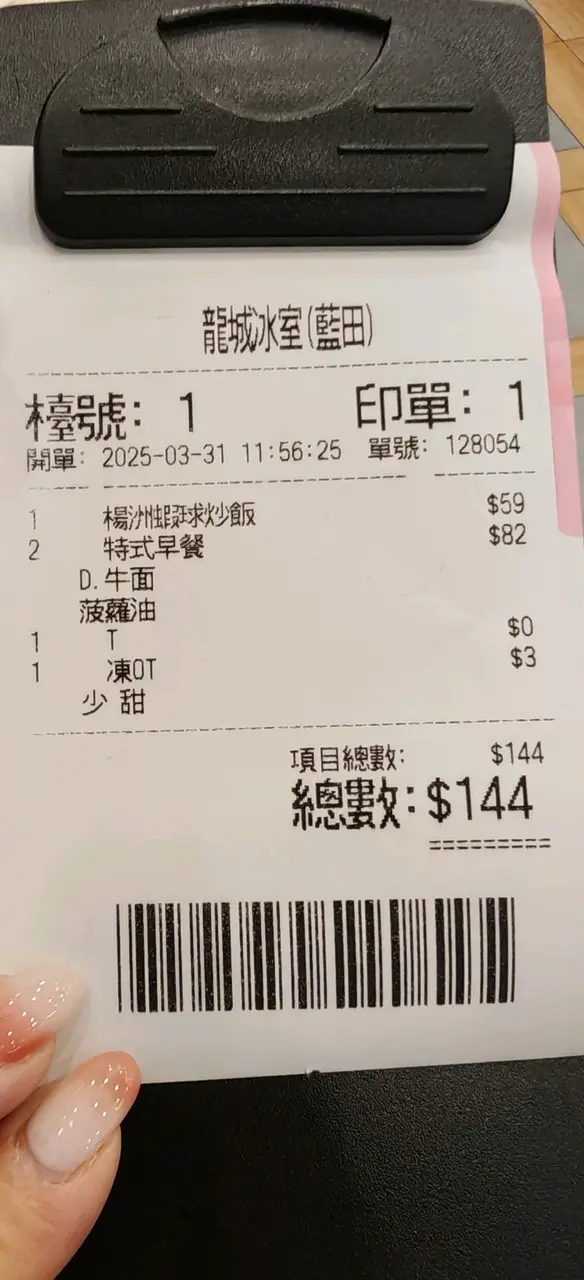 龍城冰室(藍田)
檯號: 1 印單: 1
開單: 2025-03-31 11:56:25 單號: 128054
1 楊洲蝦球炒飯 $59
2 特式早餐 $82
D. 牛面
菠蘿油
1 T $0
1 凍OT $3
少 甜
項目總數: $144
總數: $144